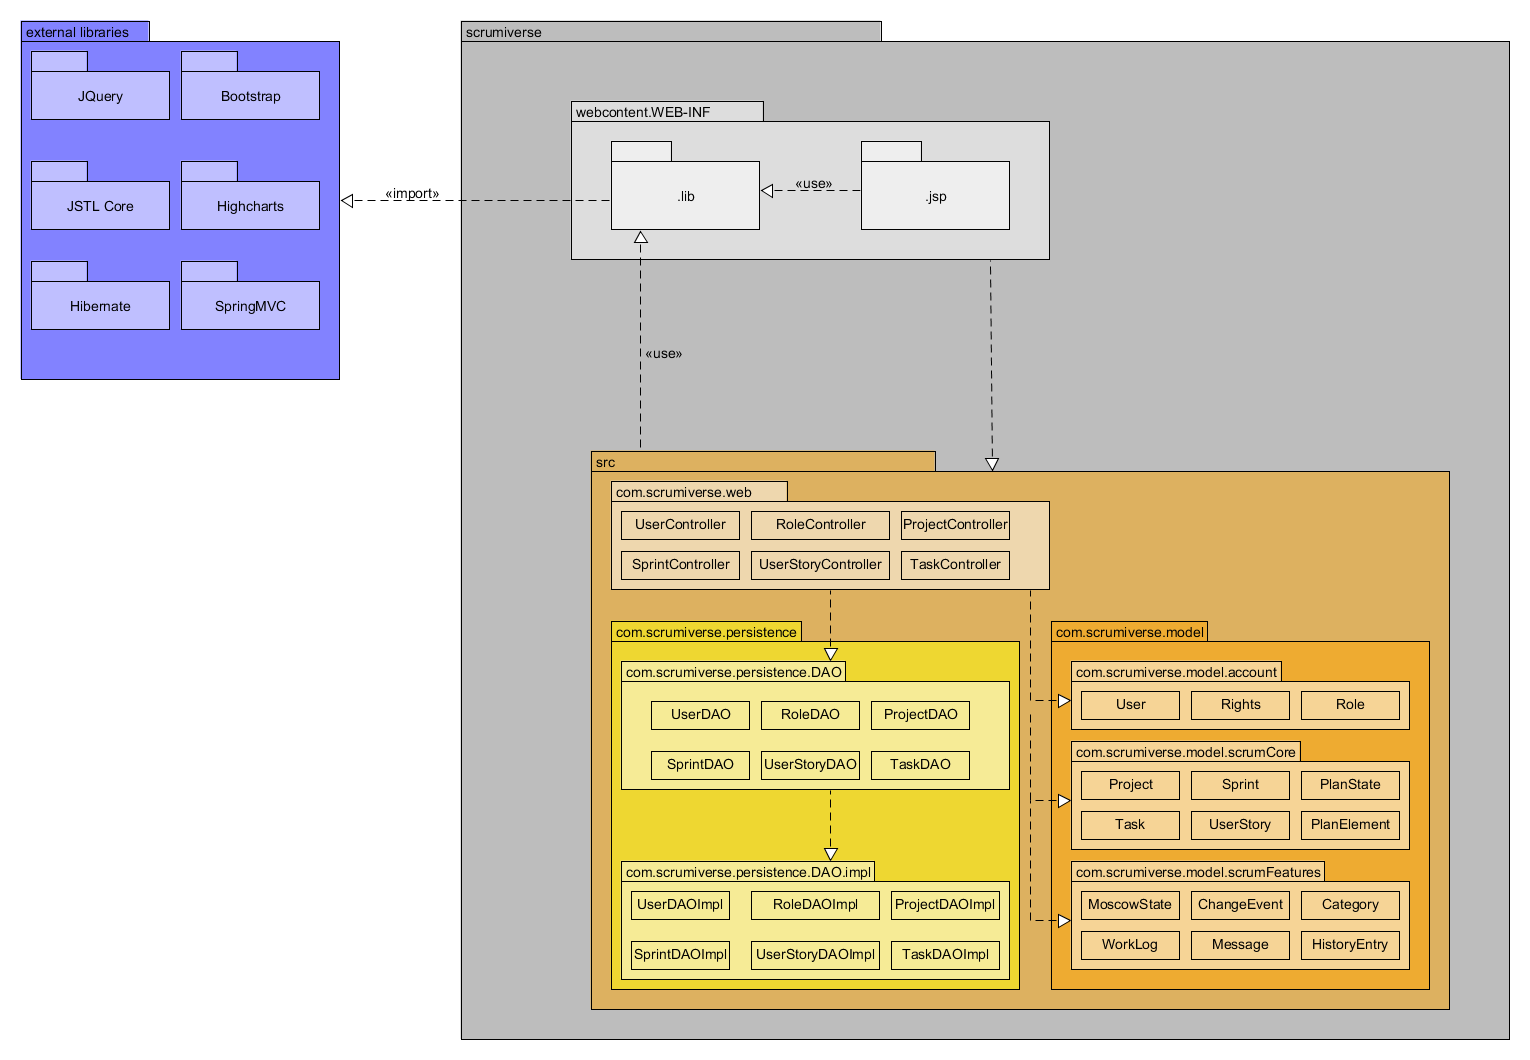 external libraries
JQuery
Bootstrap
JSTL Core
Highcharts
Hibernate
SpringMVC
«import»
scrumiverse
webcontent.WEB-INF
.lib
«use»
.jsp
«use»
src
com.scrumiverse.web
UserController
RoleController
ProjectController
SprintController
UserStoryController
TaskController
com.scrumiverse.persistence
com.scrumiverse.persistence.DAO
UserDAO
RoleDAO
ProjectDAO
SprintDAO
UserStoryDAO
TaskDAO
com.scrumiverse.persistence.DAO.impl
UserDAOImpl
RoleDAOImpl
ProjectDAOImpl
SprintDAOImpl
UserStoryDAOImpl
TaskDAOImpl
com.scrumiverse.model
com.scrumiverse.model.account
User
Rights
Role
com.scrumiverse.model.scrumCore
Project
Sprint
PlanState
Task
UserStory
PlanElement
com.scrumiverse.model.scrumFeatures
MoscowState
ChangeEvent
Category
WorkLog
Message
HistoryEntry